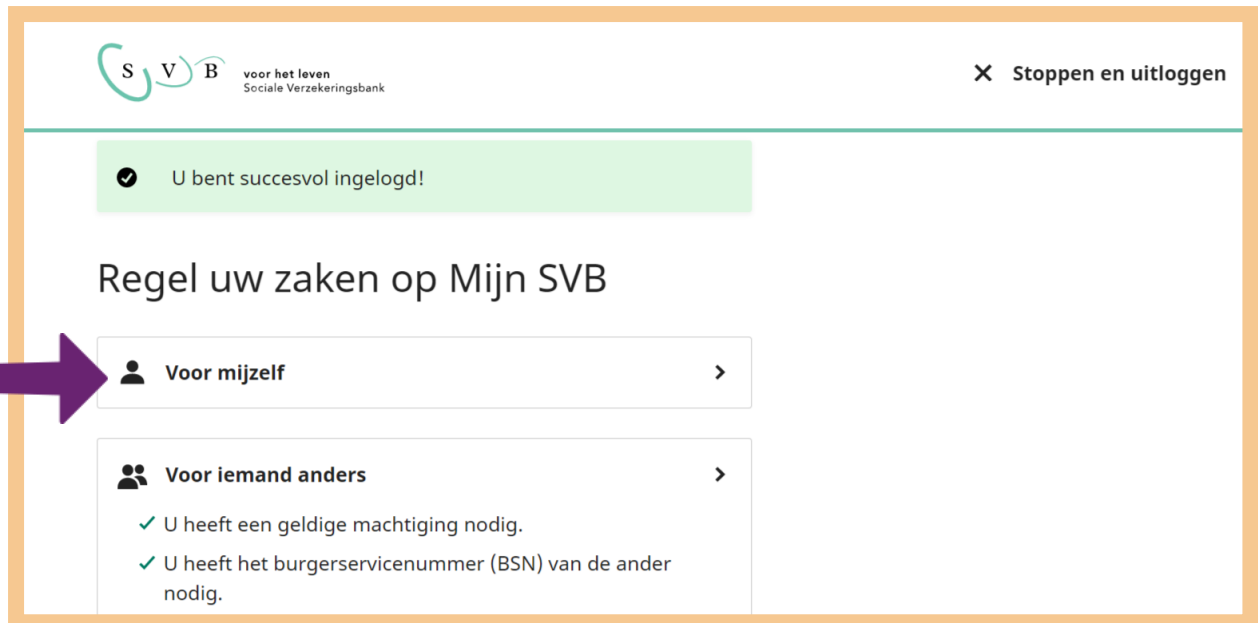 S V B
voor het leven
Sociale Verzekeringsbank
Stoppen en uitloggen
U bent succesvol ingelogd!
Regel uw zaken op Mijn SVB
Voor mijzelf
Voor iemand anders
U heeft een geldige machtiging nodig.
U heeft het burgerservicenummer (BSN) van de ander
nodig.